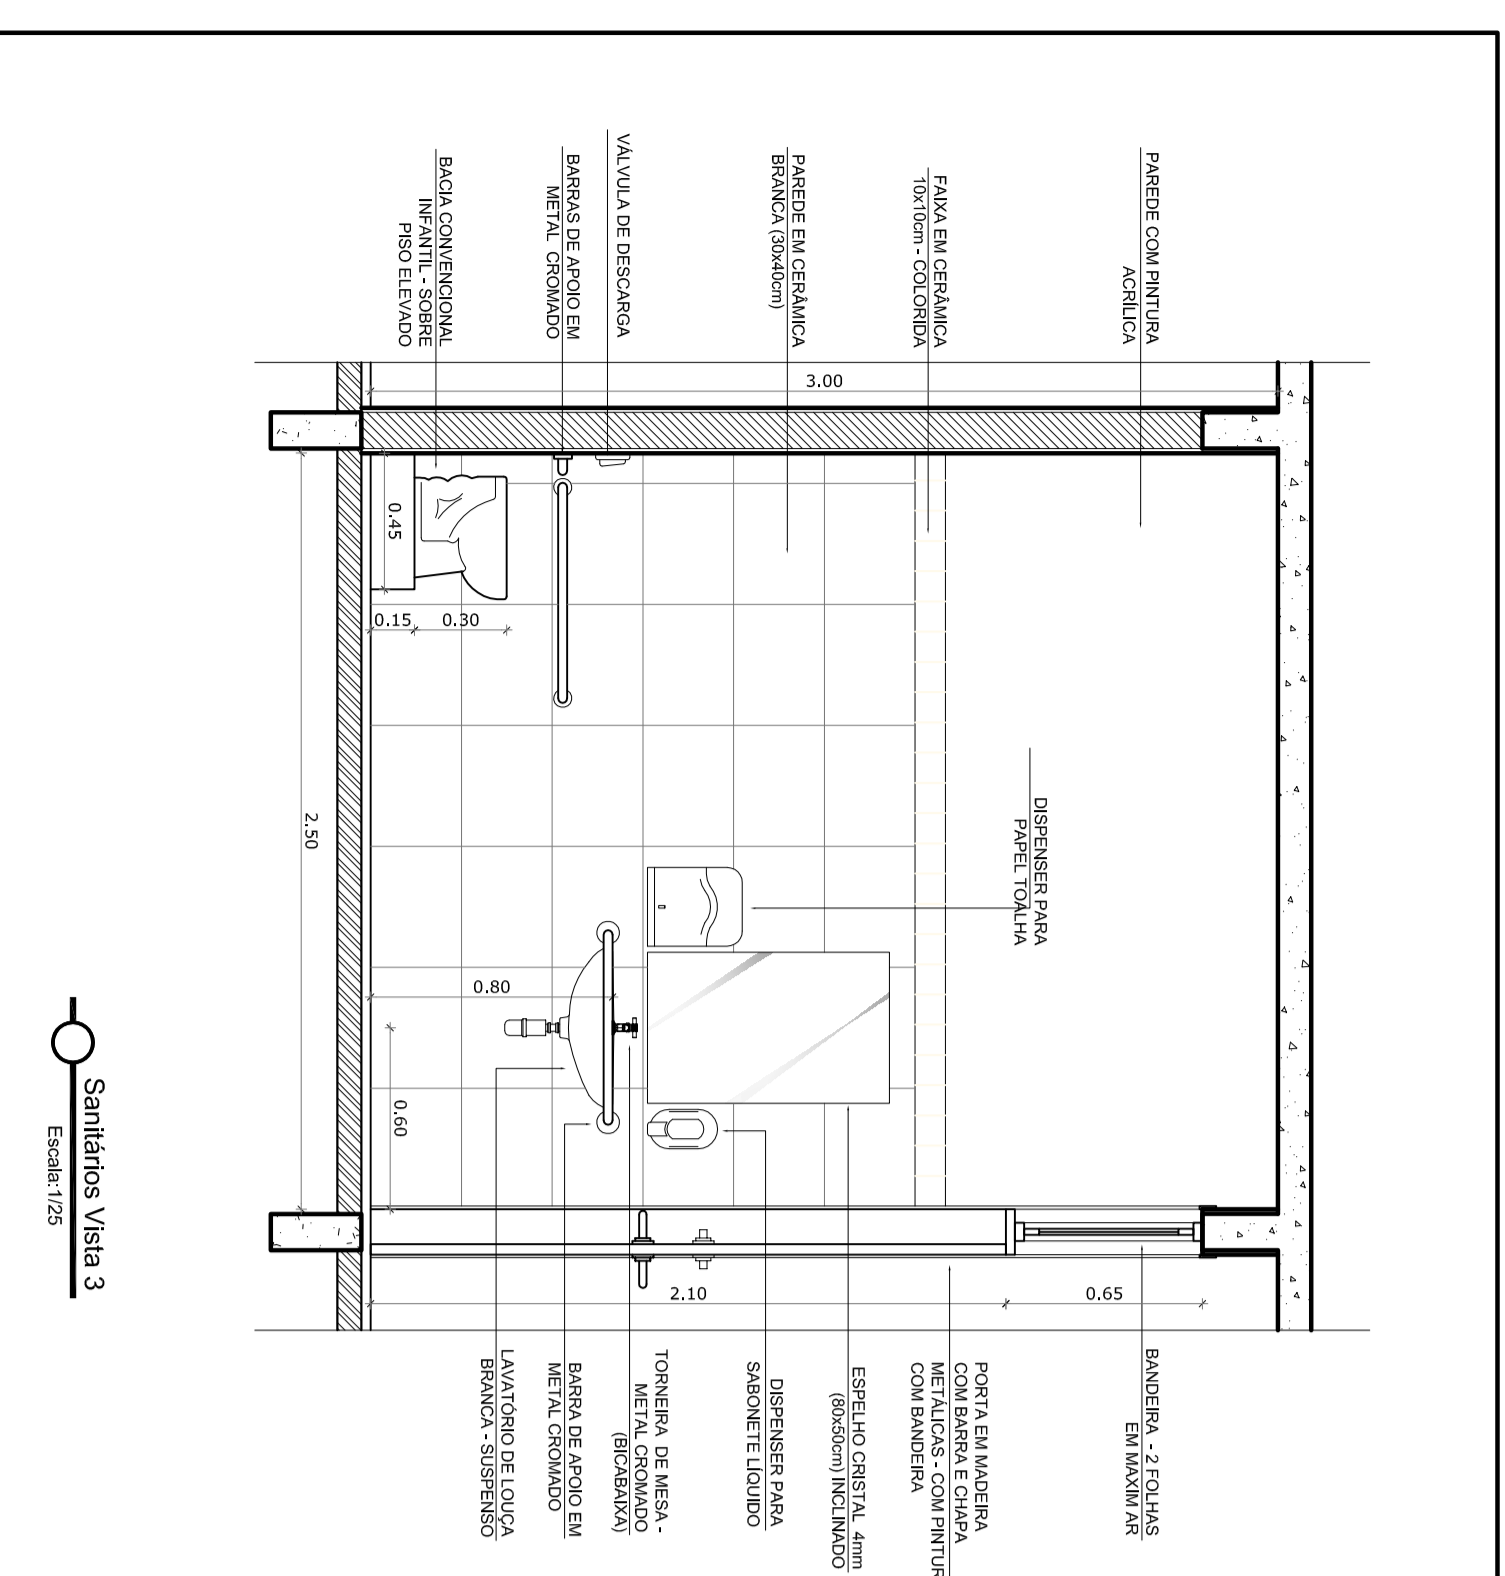 PAREDE COM PINTURA
ACRÍLICA
FAIXA EM CERÂMICA
10x10cm - COLORIDA
PAREDE EM CERÂMICA
BRANCA (30x40cm)
VÁLVULA DE DESCARGA
BARRAS DE APOIO EM
METAL CROMADO
BACIA CONVENCIONAL
INFANTIL - SOBRE
PISO ELEVADO
3.00
0.45
0.15
0.30
2.50
DISPENSER PARA
PAPEL TOALHA
0.80
0.60
2.10
0.65
BANDEIRA - 2 FOLHAS
EM MAXIM AR
PORTA EM MADEIRA
COM BARRA E CHAPA
METÁLICAS - COM PINTUR
COM BANDEIRA
ESPELHO CRISTAL 4mm
(80x50cm) INCLINADO
DISPENSER PARA
SABONETE LÍQUIDO
TORNEIRA DE MESA -
METAL CROMADO
(BICABAIXA)
BARRA DE APOIO EM
METAL CROMADO
LAVATÓRIO DE LOUÇA
BRANCA - SUSPENSO
Sanitários Vista 3
Escala:1/25